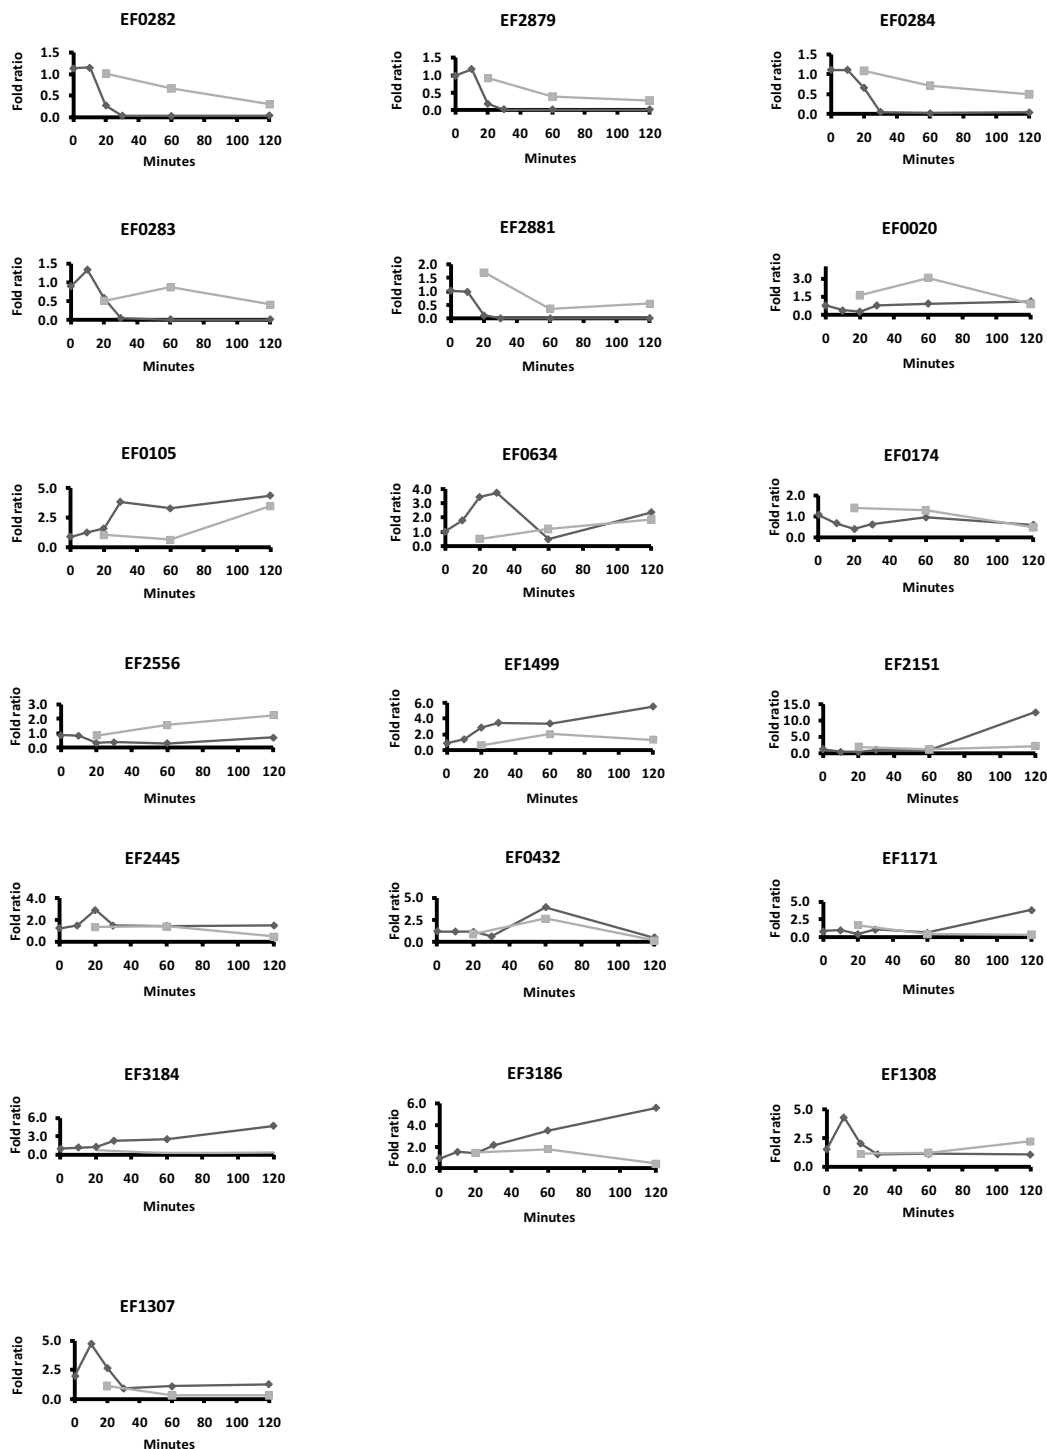 EF0282
Fold ratio
1.5
1.0
0.5
0.0
0 20 40 60 80 100 120
Minutes
EF2879
Fold ratio
1.5
1.0
0.5
0.0
0 20 40 60 80 100 120
Minutes
EF0284
Fold ratio
1.5
1.0
0.5
0.0
0 20 40 60 80 100 120
Minutes
EF0283
Fold ratio
1.5
1.0
0.5
0.0
0 20 40 60 80 100 120
Minutes
EF2881
Fold ratio
2.0
1.5
1.0
0.5
0.0
0 20 40 60 80 100 120
Minutes
EF0020
Fold ratio
3.0
1.5
0.0
0 20 40 60 80 100 120
Minutes
EF0105
Fold ratio
5.0
2.5
0.0
0 20 40 60 80 100 120
Minutes
EF0634
Fold ratio
4.0
3.0
2.0
1.0
0.0
0 20 40 60 80 100 120
Minutes
EF0174
Fold ratio
2.0
1.0
0.0
0 20 40 60 80 100 120
Minutes
EF2556
Fold ratio
3.0
2.0
1.0
0.0
0 20 40 60 80 100 120
Minutes
EF1499
Fold ratio
6.0
4.0
2.0
0.0
0 20 40 60 80 100 120
Minutes
EF2151
Fold ratio
15.0
10.0
5.0
0.0
0 20 40 60 80 100 120
Minutes
EF2445
Fold ratio
4.0
2.0
0.0
0 20 40 60 80 100 120
Minutes
EF0432
Fold ratio
5.0
2.5
0.0
0 20 40 60 80 100 120
Minutes
EF1171
Fold ratio
5.0
2.5
0.0
0 20 40 60 80 100 120
Minutes
EF3184
Fold ratio
6.0
3.0
0.0
0 20 40 60 80 100 120
Minutes
EF3186
Fold ratio
6.0
4.0
2.0
0.0
0 20 40 60 80 100 120
Minutes
EF1308
Fold ratio
5.0
2.5
0.0
0 20 40 60 80 100 120
Minutes
EF1307
Fold ratio
5.0
2.5
0.0
0 20 40 60 80 100 120
Minutes